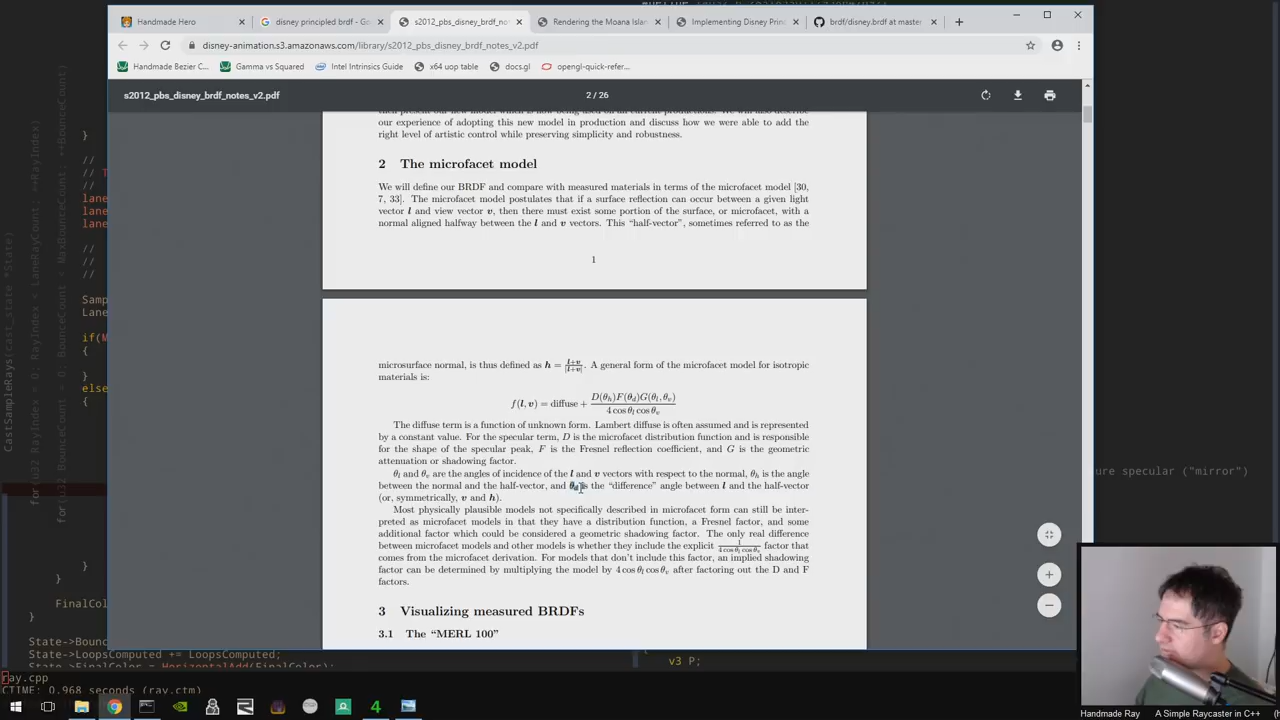 Handmade Hero
disney principled brdf - Go
s2012_pbs_disney_brdf_not
Rendering the Moana Islan
Implementing Disney Princ
brdf/disney.brdf at master
disney-animation.s3.amazonaws.com/library/s2012_pbs_disney_brdf_notes_v2.pdf
Handmade Bezier C...
Gamma vs Squared
Intel Intrinsics Guide
x64 uop table
docs.gl
opengl-quick-refer...
s2012_pbs_disney_brdf_notes_v2.pdf
2 / 26
our experience of adopting this new model in production and discuss how we were able to add the
right level of artistic control while preserving simplicity and robustness.
2 The microfacet model
We will define our BRDF and compare with measured materials in terms of the microfacet model [30,
7, 33]. The microfacet model postulates that if a surface reflection can occur between a given light
vector l and view vector v, then there must exist some portion of the surface, or microfacet, with a
normal aligned halfway between the l and v vectors. This “half-vector”, sometimes referred to as the
1
microsurface normal, is thus defined as h = l+v / |l+v|. A general form of the microfacet model for isotropic
materials is:
f(l, v) = diffuse + D(θh)F(θd)G(θl, θv) / 4 cos θl cos θv
The diffuse term is a function of unknown form. Lambert diffuse is often assumed and is represented
by a constant value. For the specular term, D is the microfacet distribution function and is responsible
for the shape of the specular peak, F is the Fresnel reflection coefficient, and G is the geometric
attenuation or shadowing factor.
θl and θv are the angles of incidence of the l and v vectors with respect to the normal, θh is the angle
between the normal and the half-vector, and θd is the “difference” angle between l and the half-vector
(or, symmetrically, v and h).
Most physically plausible models not specifically described in microfacet form can still be inter-
preted as microfacet models in that they have a distribution function, a Fresnel factor, and some
additional factor which could be considered a geometric shadowing factor. The only real difference
between microfacet models and other models is whether they include the explicit 1 / 4 cos θl cos θv factor that
comes from the microfacet derivation. For models that don't include this factor, an implied shadowing
factor can be determined by multiplying the model by 4 cos θl cos θv after factoring out the D and F
factors.
3 Visualizing measured BRDFs
3.1 The “MERL 100”
}
// T
//
lane
lane
lane
//
//
//
Sam
Lane
if(M
{
}
else
{
}
}
FinalCol
}
State->Boun
State->LoopsComputed += LoopsComputed;
State->FinalColor = HorizontalAdd(FinalColor);
ray.cpp
CTIME: 0.968 seconds (ray.ctm)
CastSampleRays(cast_state *State)
ure specular ("mirror")
v3 P;
Handmade Ray
A Simple Raycaster in C++